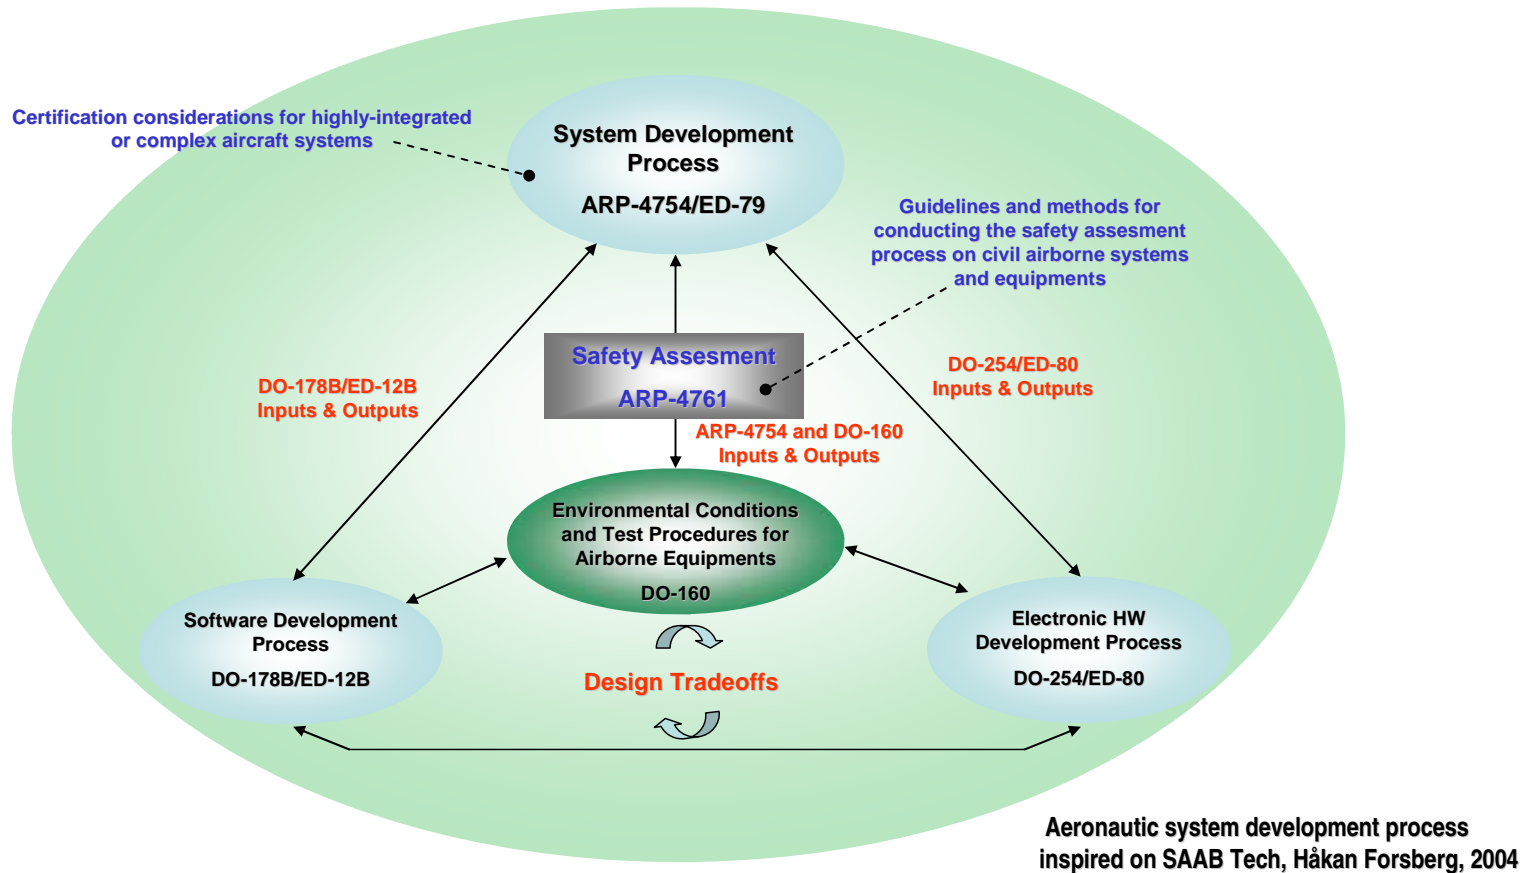 Certification considerations for highly-integrated
or complex aircraft systems
System Development
Process
ARP-4754/ED-79
Guidelines and methods for
conducting the safety assesment
process on civil airborne systems
and equipments
Safety Assesment
ARP-4761
DO-178B/ED-12B
Inputs & Outputs
DO-254/ED-80
Inputs & Outputs
ARP-4754 and DO-160
Inputs & Outputs
Environmental Conditions
and Test Procedures for
Airborne Equipments
DO-160
Software Development
Process
DO-178B/ED-12B
Electronic HW
Development Process
DO-254/ED-80
Design Tradeoffs
Aeronautic system development process
inspired on SAAB Tech, Håkan Forsberg, 2004